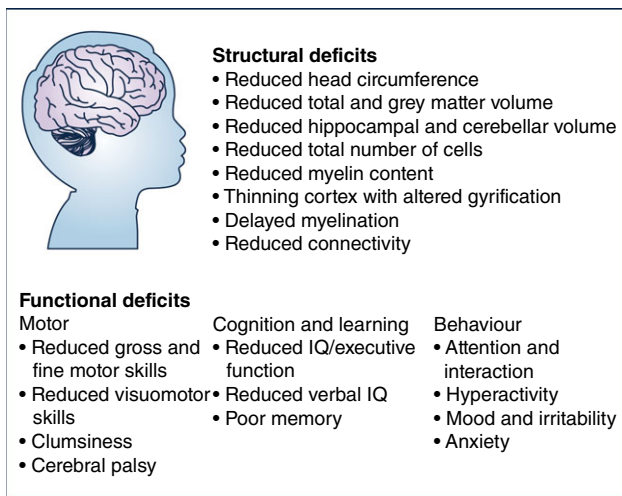 Structural deficits
• Reduced head circumference
• Reduced total and grey matter volume
• Reduced hippocampal and cerebellar volume
• Reduced total number of cells
• Reduced myelin content
• Thinning cortex with altered gyrification
• Delayed myelination
• Reduced connectivity
Functional deficits
Motor
• Reduced gross and
fine motor skills
• Reduced visuomotor
skills
• Clumsiness
• Cerebral palsy
Cognition and learning
• Reduced IQ/executive
function
• Reduced verbal IQ
• Poor memory
Behaviour
• Attention and
interaction
• Hyperactivity
• Mood and irritability
• Anxiety